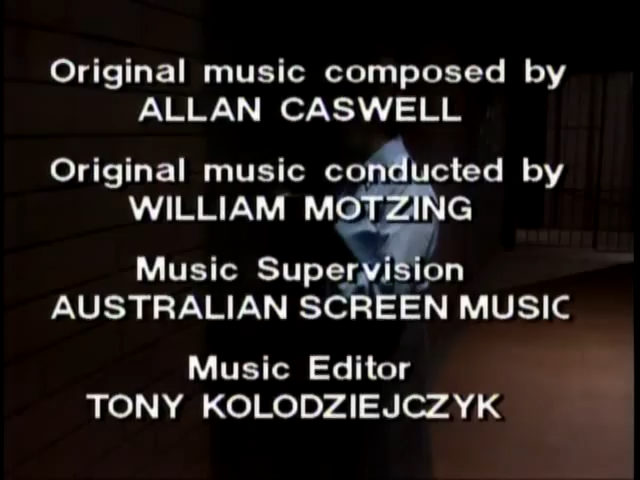 Original music composed by
ALLAN CASWELL
Original music conducted by
WILLIAM MOTZING
Music Supervision
AUSTRALIAN SCREEN MUSIC
Music Editor
TONY KOLODZIEJCZYK